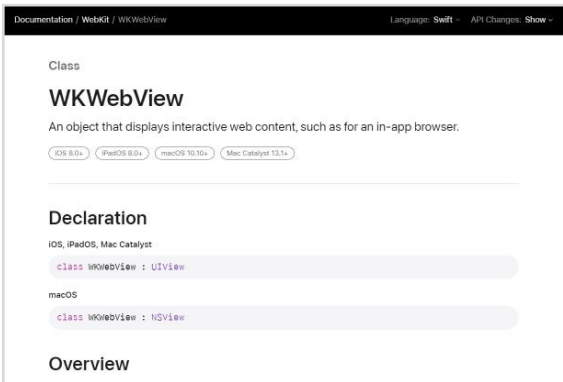 Documentation / WebKit / WKWebView Language: Swift API Changes: Show
Class
WKWebView
An object that displays interactive web content, such as for an in-app browser.
iOS 8.0+ iPadOS 8.0+ macOS 10.10+ Mac Catalyst 13.1+
Declaration
iOS, iPadOS, Mac Catalyst
class WKWebView : UIView
macOS
class WKWebView : NSView
Overview